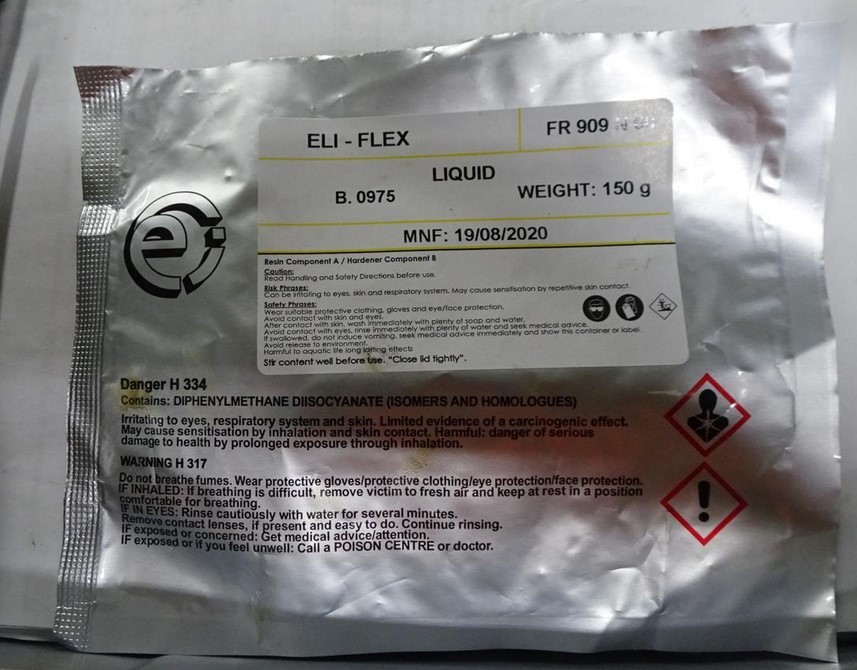 ELI - FLEX
FR 909
LIQUID
B. 0975
WEIGHT: 150 g
MNF: 19/08/2020
Resin Component A / Hardener Component B
Caution:
Read Handling and Safety Directions before use.
Risk Phrases:
Can be irritating to eyes, skin and respiratory system. May cause sensitisation by repetitive skin contact.
Safety Phrases:
Wear suitable protective clothing, gloves and eye/face protection.
Avoid contact with skin and eyes.
After contact with skin, wash immediately with plenty of soap and water.
Avoid contact with eyes, rinse immediately with plenty of water and seek medical advice.
If swallowed, do not induce vomiting, seek medical advice immediately and show this container or label.
Avoid release to environment.
Harmful to aquatic life long lasting effects
Stir content well before use. "Close lid tightly".
Danger H 334
Contains: DIPHENYLMETHANE DIISOCYANATE (ISOMERS AND HOMOLOGUES)
Irritating to eyes, respiratory system and skin. Limited evidence of a carcinogenic effect.
May cause sensitisation by inhalation and skin contact. Harmful: danger of serious
damage to health by prolonged exposure through inhalation.
WARNING H 317
Do not breathe fumes. Wear protective gloves/protective clothing/eye protection/face protection.
IF INHALED: If breathing is difficult, remove victim to fresh air and keep at rest in a position
comfortable for breathing.
IF IN EYES: Rinse cautiously with water for several minutes.
Remove contact lenses, if present and easy to do. Continue rinsing.
IF exposed or concerned: Get medical advice/attention.
IF exposed or if you feel unwell: Call a POISON CENTRE or doctor.